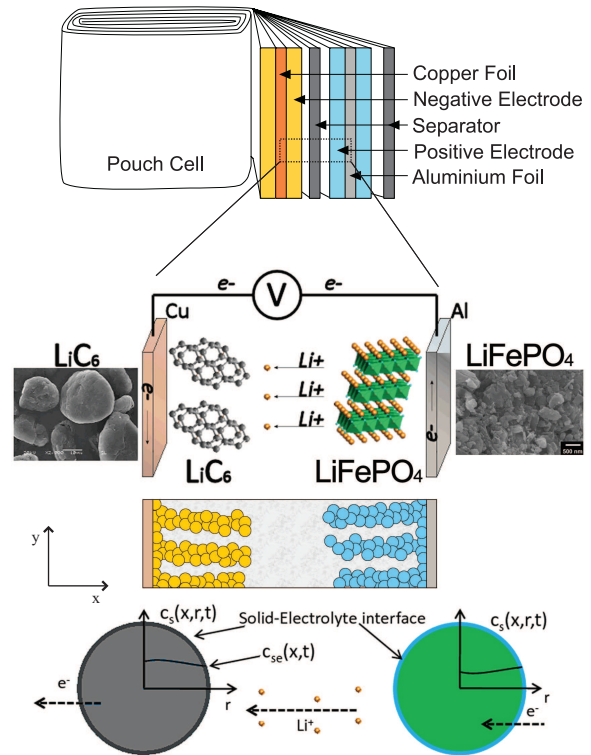 Copper Foil
Negative Electrode
Separator
Positive Electrode
Aluminium Foil
Pouch Cell
e- V e-
Cu Al
LiC6 LiFePO4
e-
Li+
Li+
Li+
e-
500 nm
LiC6 LiFePO4
y
x
cs(x,r,t) Solid-Electrolyte interface cs(x,r,t)
cse(x,t)
e- r Li+ r e-